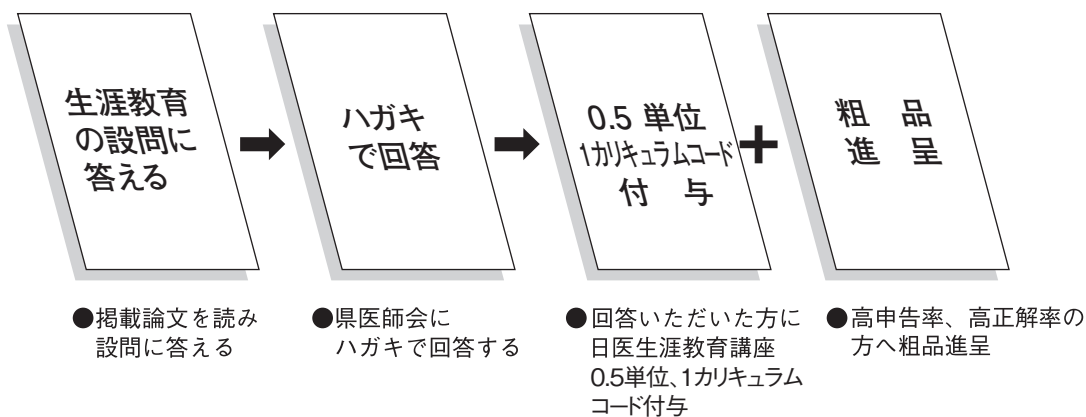 生涯教育
の設問に
答える
ハガキ
で回答
0.5 単位
1カリキュラムコード
付 与
粗 品
進 呈
●掲載論文を読み
設問に答える
●県医師会に
ハガキで回答する
●回答いただいた方に
日医生涯教育講座
0.5単位、1カリキュラム
コード付与
●高申告率、高正解率の
方へ粗品進呈